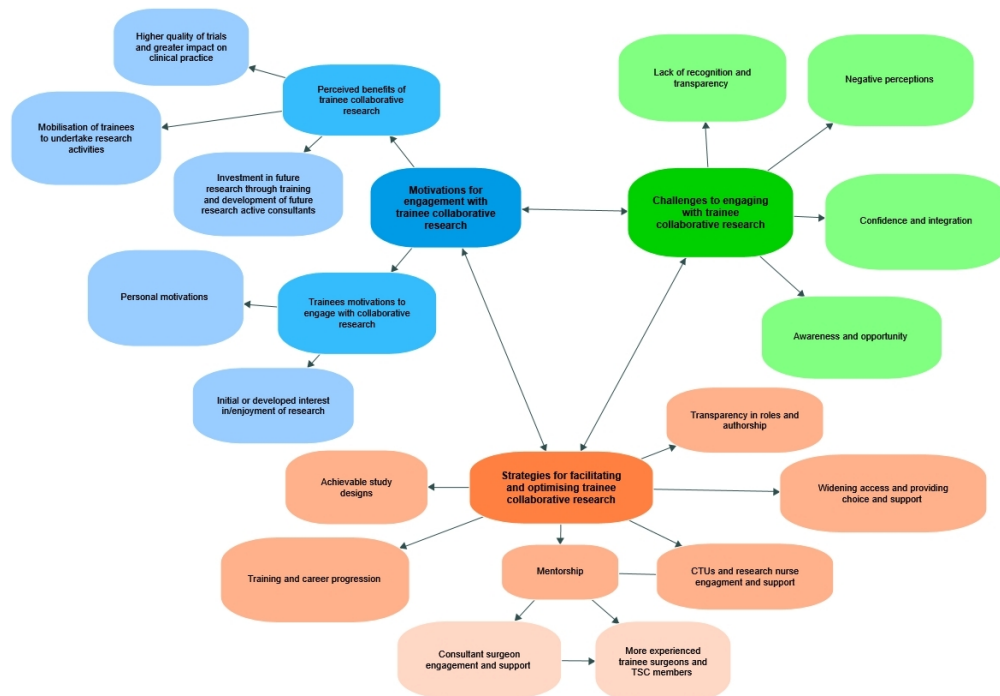 Higher quality of trials
and greater impact on
clinical practice
Perceived benefits of
trainee collaborative
research
Mobilisation of trainees
to undertake research
activities
Investment in future
research through training
and development of future
research active consultants
Motivations for
engagement with
trainee collaborative
research
Trainees motivations to
engage with collaborative
research
Personal motivations
Initial or developed interest
in/enjoyment of research
Lack of recognition and
transparency
Negative perceptions
Challenges to engaging
with trainee
collaborative research
Confidence and integration
Awareness and opportunity
Transparency in roles and
authorship
Strategies for facilitating
and optimising trainee
collaborative research
Achievable study
designs
Widening access and providing
choice and support
Training and career progression
Mentorship
CTUs and research nurse
engagment and support
Consultant surgeon
engagement and support
More experienced
trainee surgeons and
TSC members